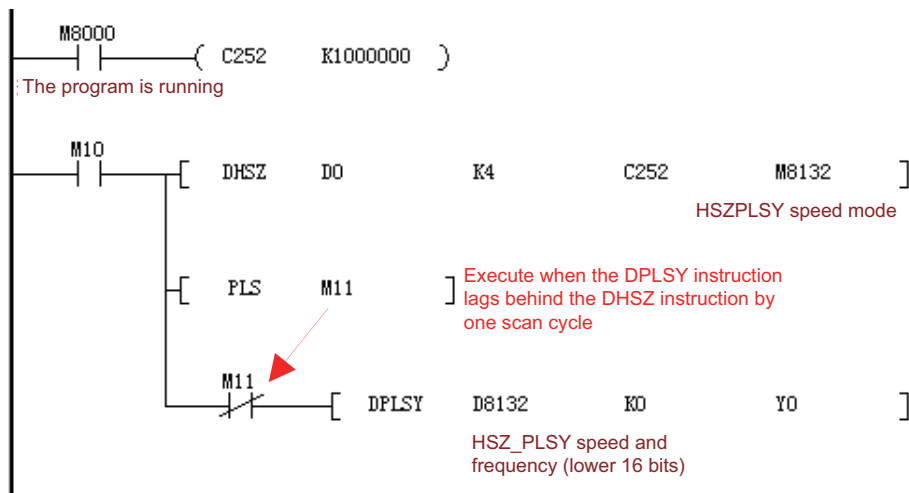 M8000
( C252 K1000000 )
The program is running
M10
[ DHSZ D0 K4 C252 M8132 ]
HSZPLSY speed mode
[ PLS M11 ]
Execute when the DPLSY instruction
lags behind the DHSZ instruction by
one scan cycle
M11
[ DPLSY D8132 K0 Y0 ]
HSZ_PLSY speed and
frequency (lower 16 bits)